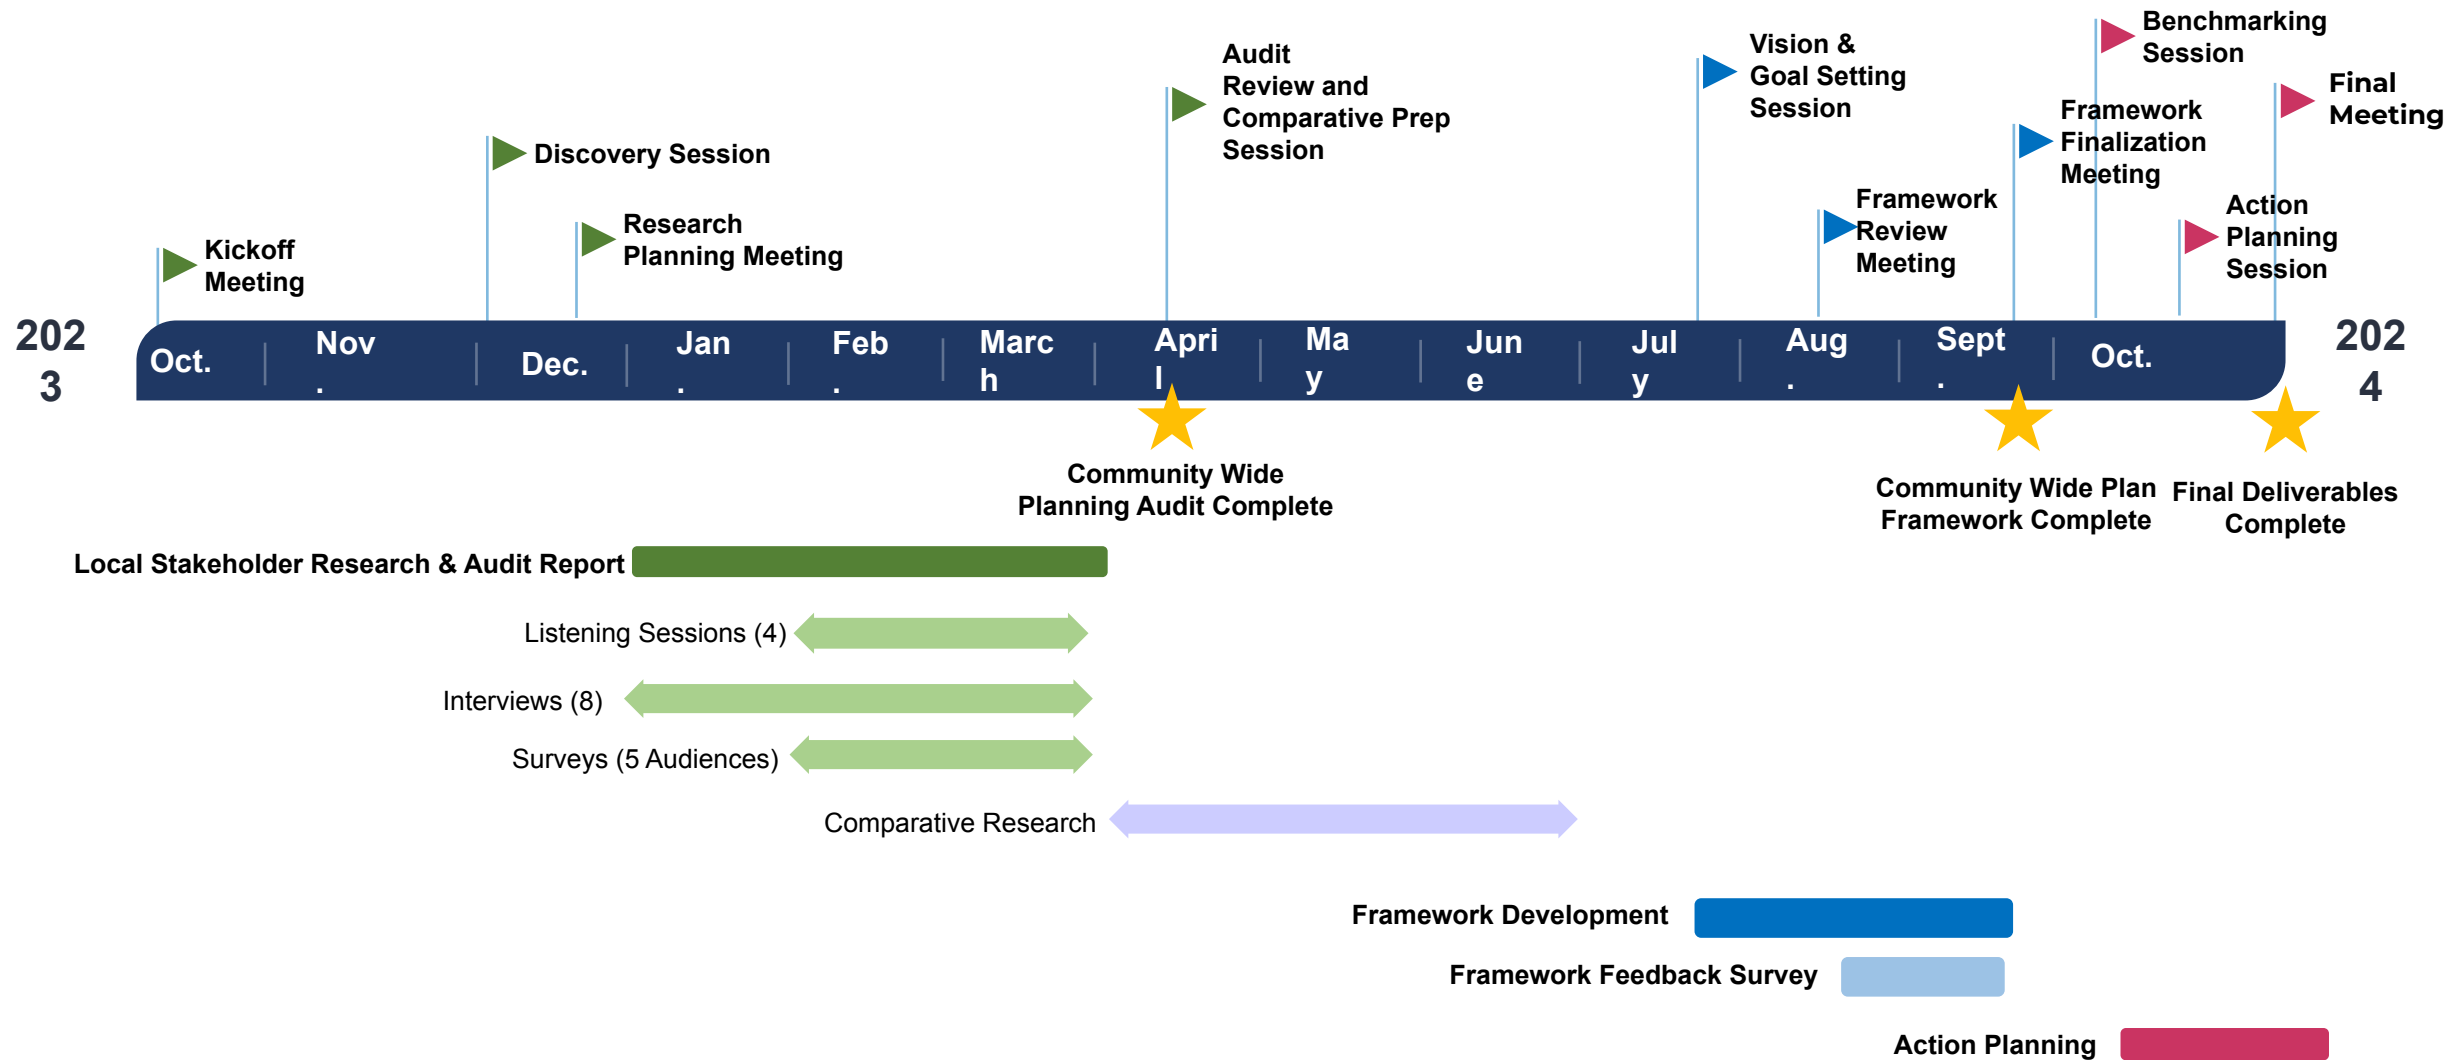 Benchmarking
Session
Vision &
Goal Setting
Session
Audit
Review and
Comparative Prep
Session
Final
Meeting
Framework
Finalization
Meeting
Discovery Session
Framework
Review
Meeting
Action
Planning
Session
Research
Planning Meeting
Kickoff
Meeting
202
3
Oct.
Nov
.
Dec.
Jan
.
Feb
.
Marc
h
Apri
l
Ma
y
Jun
e
Jul
y
Aug
.
Sept
.
Oct.
202
4
Community Wide
Planning Audit Complete
Community Wide Plan
Framework Complete
Final Deliverables
Complete
Local Stakeholder Research & Audit Report
Listening Sessions (4)
Interviews (8)
Surveys (5 Audiences)
Comparative Research
Framework Development
Framework Feedback Survey
Action Planning